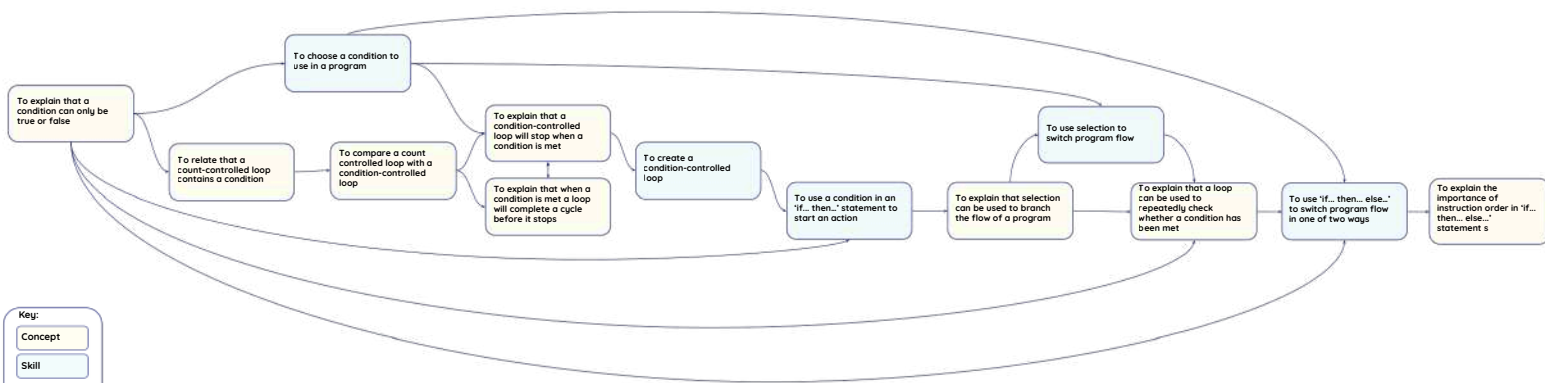 To choose a condition to
use in a program
To explain that a
condition can only be
true or false
To relate that a
count-controlled loop
contains a condition
To compare a count
controlled loop with a
condition-controlled
loop
To explain that a
condition-controlled
loop will stop when a
condition is met
To explain that when a
condition is met a loop
will complete a cycle
before it stops
To create a
condition-controlled
loop
To use a condition in an
'if... then...' statement to
start an action
To explain that selection
can be used to branch
the flow of a program
To use selection to
switch program flow
To explain that a loop
can be used to
repeatedly check
whether a condition has
been met
To use 'if... then... else...'
to switch program flow
in one of two ways
To explain the
importance of
instruction order in 'if...
then... else...'
statement s
Key:
Concept
Skill